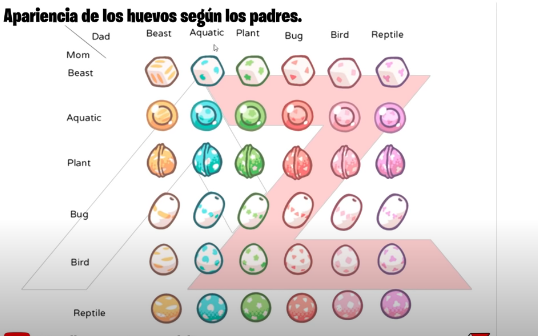 Apariencia de los huevos según los padres.
Dad
Beast Aquatic Plant Bug Bird Reptile
Mom
Beast
Aquatic
Plant
Bug
Bird
Reptile